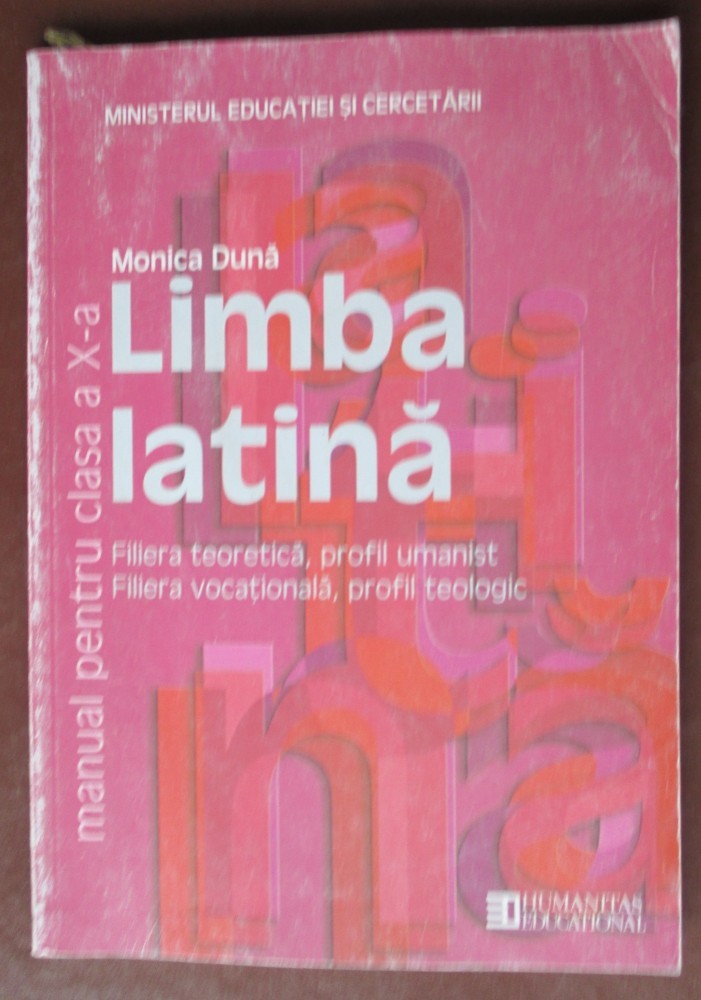 MINISTERUL EDUCAȚIEI ȘI CERCETĂRII
Monica Dună
Limba
latină
Filiera teoretică, profil umanist
Filiera vocațională, profil teologic
manual pentru clasa a X-a
HUMANITAS
EDUCATIONAL